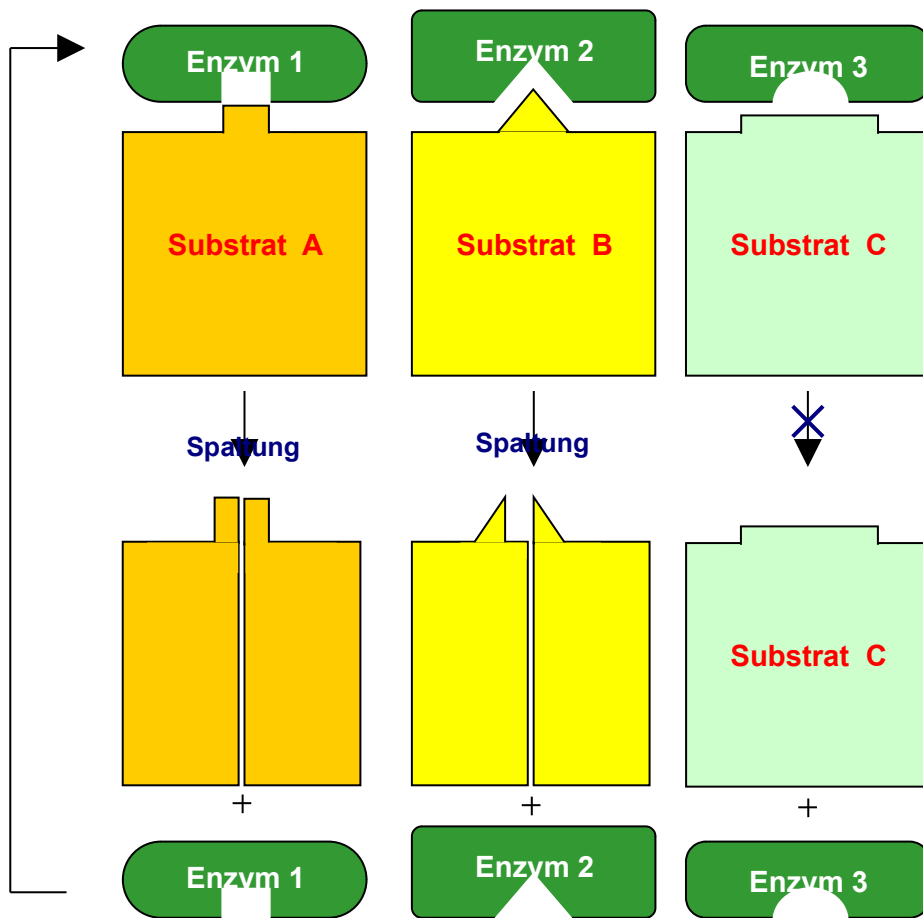 Enzym 1
Enzym 2
Enzym 3
Substrat A
Substrat B
Substrat C
Spaltung
Spaltung
Substrat C
+
+
+
Enzym 1
Enzym 2
Enzym 3